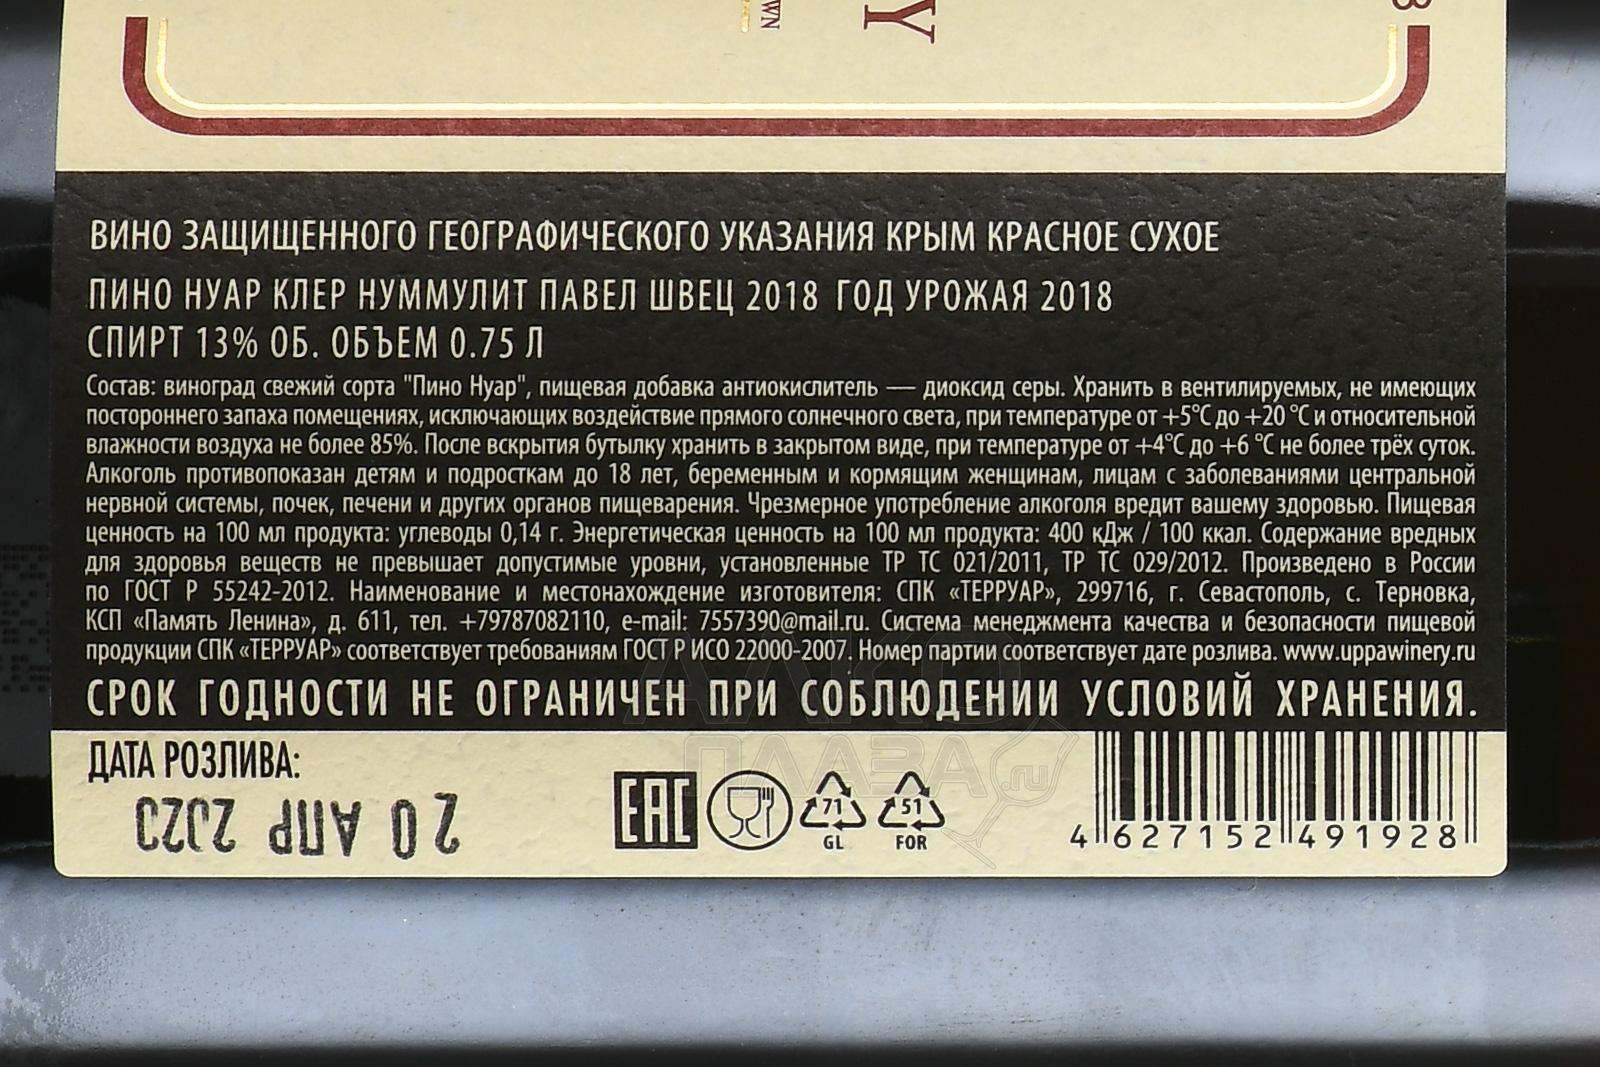 WN
Y
8
ВИНО ЗАЩИЩЕННОГО ГЕОГРАФИЧЕСКОГО УКАЗАНИЯ КРЫМ КРАСНОЕ СУХОЕ
ПИНО НУАР КЛЕР НУММУЛИТ ПАВЕЛ ШВЕЦ 2018 ГОД УРОЖАЯ 2018
СПИРТ 13% ОБ. ОБЪЕМ 0.75 Л
Состав: виноград свежий сорта "Пино Нуар", пищевая добавка антиокислитель — диоксид серы. Хранить в вентилируемых, не имеющих
постороннего запаха помещениях, исключающих воздействие прямого солнечного света, при температуре от +5°C до +20 °C и относительной
влажности воздуха не более 85%. После вскрытия бутылку хранить в закрытом виде, при температуре от +4°C до +6 °C не более трёх суток.
Алкоголь противопоказан детям и подросткам до 18 лет, беременным и кормящим женщинам, лицам с заболеваниями центральной
нервной системы, почек, печени и других органов пищеварения. Чрезмерное употребление алкоголя вредит вашему здоровью. Пищевая
ценность на 100 мл продукта: углеводы 0,14 г. Энергетическая ценность на 100 мл продукта: 400 кДж / 100 ккал. Содержание вредных
для здоровья веществ не превышает допустимые уровни, установленные ТР ТС 021/2011, ТР ТС 029/2012. Произведено в России
по ГОСТ Р 55242-2012. Наименование и местонахождение изготовителя: СПК «ТЕРРУАР», 299716, г. Севастополь, с. Терновка,
КСП «Память Ленина», д. 611, тел. +79787082110, e-mail: 7557390@mail.ru. Система менеджмента качества и безопасности пищевой
продукции СПК «ТЕРРУАР» соответствует требованиям ГОСТ Р ИСО 22000-2007. Номер партии соответствует дате розлива. www.uppawinery.ru
СРОК ГОДНОСТИ НЕ ОГРАНИЧЕН ПРИ СОБЛЮДЕНИИ УСЛОВИЙ ХРАНЕНИЯ.
АЛКО
ПЛАЗА.ru
ДАТА РОЗЛИВА:
20 АПР 2023
EAC
71
GL
51
FOR
4 627152 491928